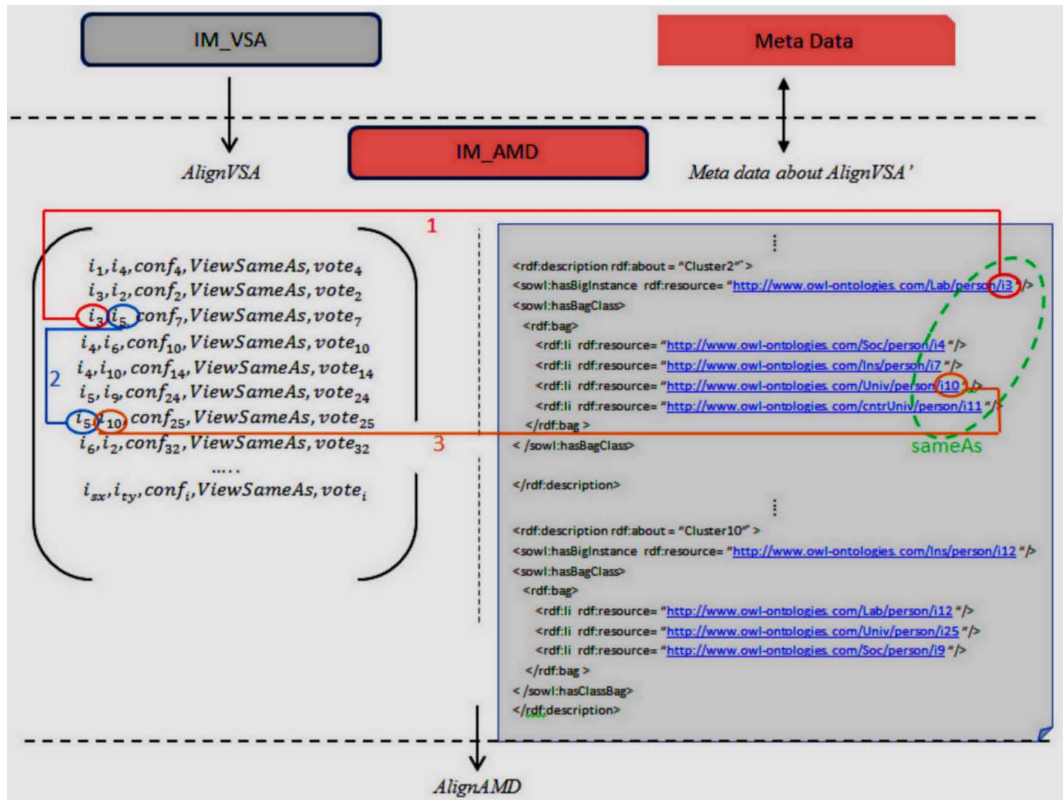 IM_VSA
Meta Data
IM_AMD
AlignVSA
Meta data about AlignVSA’
1
i₁,i₄,conf₄,ViewSameAs,vote₄
i₃,i₂,conf₂,ViewSameAs,vote₂
i₃,i₅,conf₇,ViewSameAs,vote₇
i₄,i₆,conf₁₀,ViewSameAs,vote₁₀
i₄,i₁₀,conf₁₄,ViewSameAs,vote₁₄
2
i₅,i₉,conf₂₄,ViewSameAs,vote₂₄
i₅,i₁₀,conf₂₅,ViewSameAs,vote₂₅
i₆,i₂,conf₃₂,ViewSameAs,vote₃₂
3
.....
i_sx,i_ty,conf_i,ViewSameAs,vote_i
<rdf:description rdf:about = “Cluster2”>
<sowl:hasBigInstance rdf:resource= “http://www.owl-ontologies. com/Lab/person/i3 “/>
<sowl:hasBagClass>
<rdf:bag>
<rdf:li rdf:resource= “http://www.owl-ontologies. com/Soc/person/i4 “/>
<rdf:li rdf:resource= “http://www.owl-ontologies. com/Ins/person/i7 “/>
<rdf:li rdf:resource= “http://www.owl-ontologies. com/Univ/person/i10 “/>
<rdf:li rdf:resource= “http://www.owl-ontologies. com/cntrUniv/person/i11 “/>
</rdf:bag >
sameAs
</sowl:hasBagClass>
</rdf:description>
<rdf:description rdf:about = “Cluster10” >
<sowl:hasBigInstance rdf:resource= “http://www.owl-ontologies. com/Ins/person/i12 “/>
<sowl:hasBagClass>
<rdf:bag>
<rdf:li rdf:resource= “http://www.owl-ontologies. com/Lab/person/i12 “/>
<rdf:li rdf:resource= “http://www.owl-ontologies. com/Univ/person/i25 “/>
<rdf:li rdf:resource= “http://www.owl-ontologies. com/Soc/person/i9 “/>
</rdf:bag >
</sowl:hasClassBag>
</rdf:description>
AlignAMD